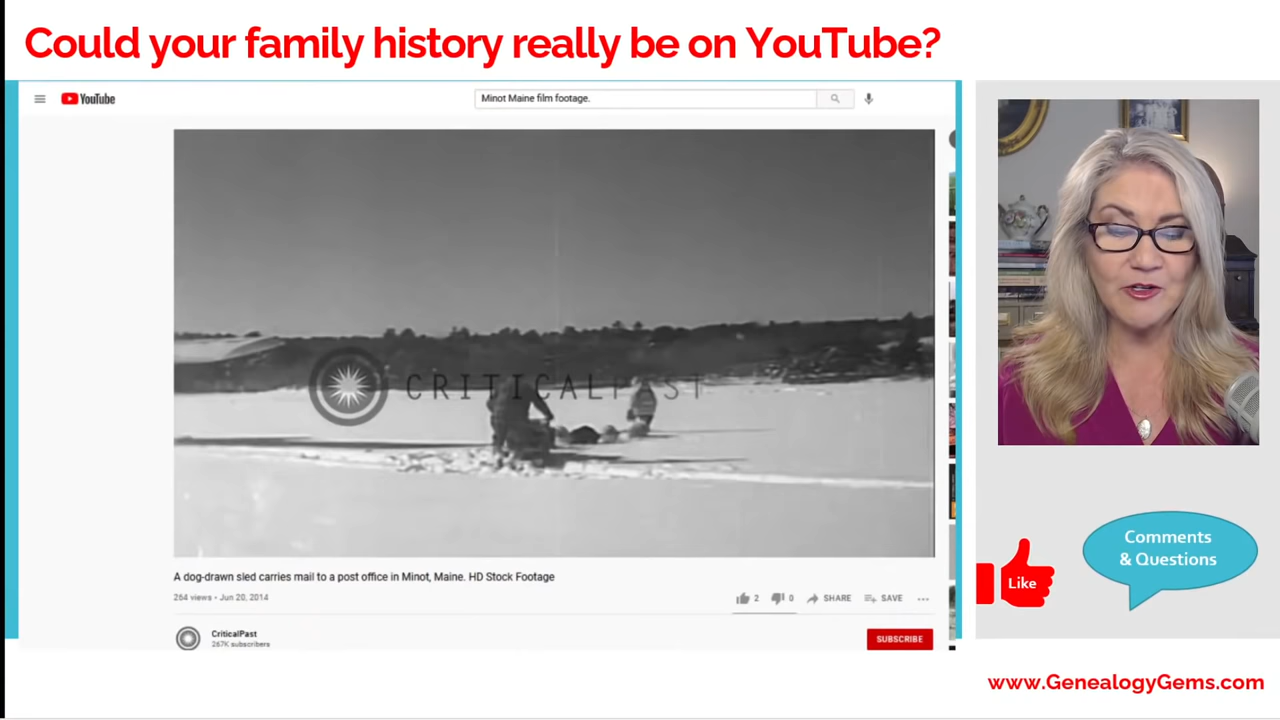 Could your family history really be on YouTube?
YouTube
Minot Maine film footage.
CRITICALPAST
A dog-drawn sled carries mail to a post office in Minot, Maine. HD Stock Footage
264 views • Jun 20, 2014
2
0
SHARE
SAVE
CriticalPast
267K subscribers
SUBSCRIBE
Like
Comments
& Questions
www.GenealogyGems.com